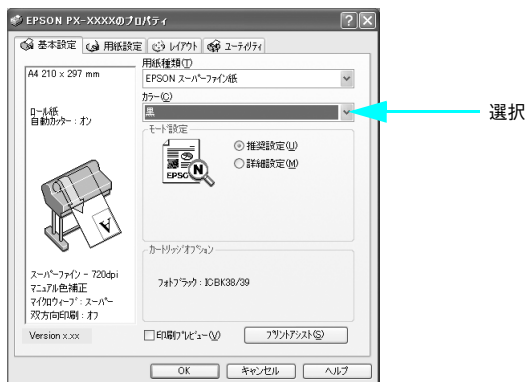 EPSON PX-XXXXのプロパティ
基本設定 用紙設定 レイアウト ユーティリティ
A4 210 x 297 mm
ロール紙
自動カッター : オン
スーパーファイン - 720dpi
マニュアル色補正
マイクロウィーブ : スーパー
双方向印刷 : オフ
Version x.xx
用紙種類(T)
EPSON スーパーファイン紙
カラー(C)
黒
選択
モード設定
EPSO
N
推奨設定(U)
詳細設定(M)
カートリッジオプション
フォトブラック : ICBK38/39
印刷プレビュー(V)
プリントアシスト(S)
OK キャンセル ヘルプ
A